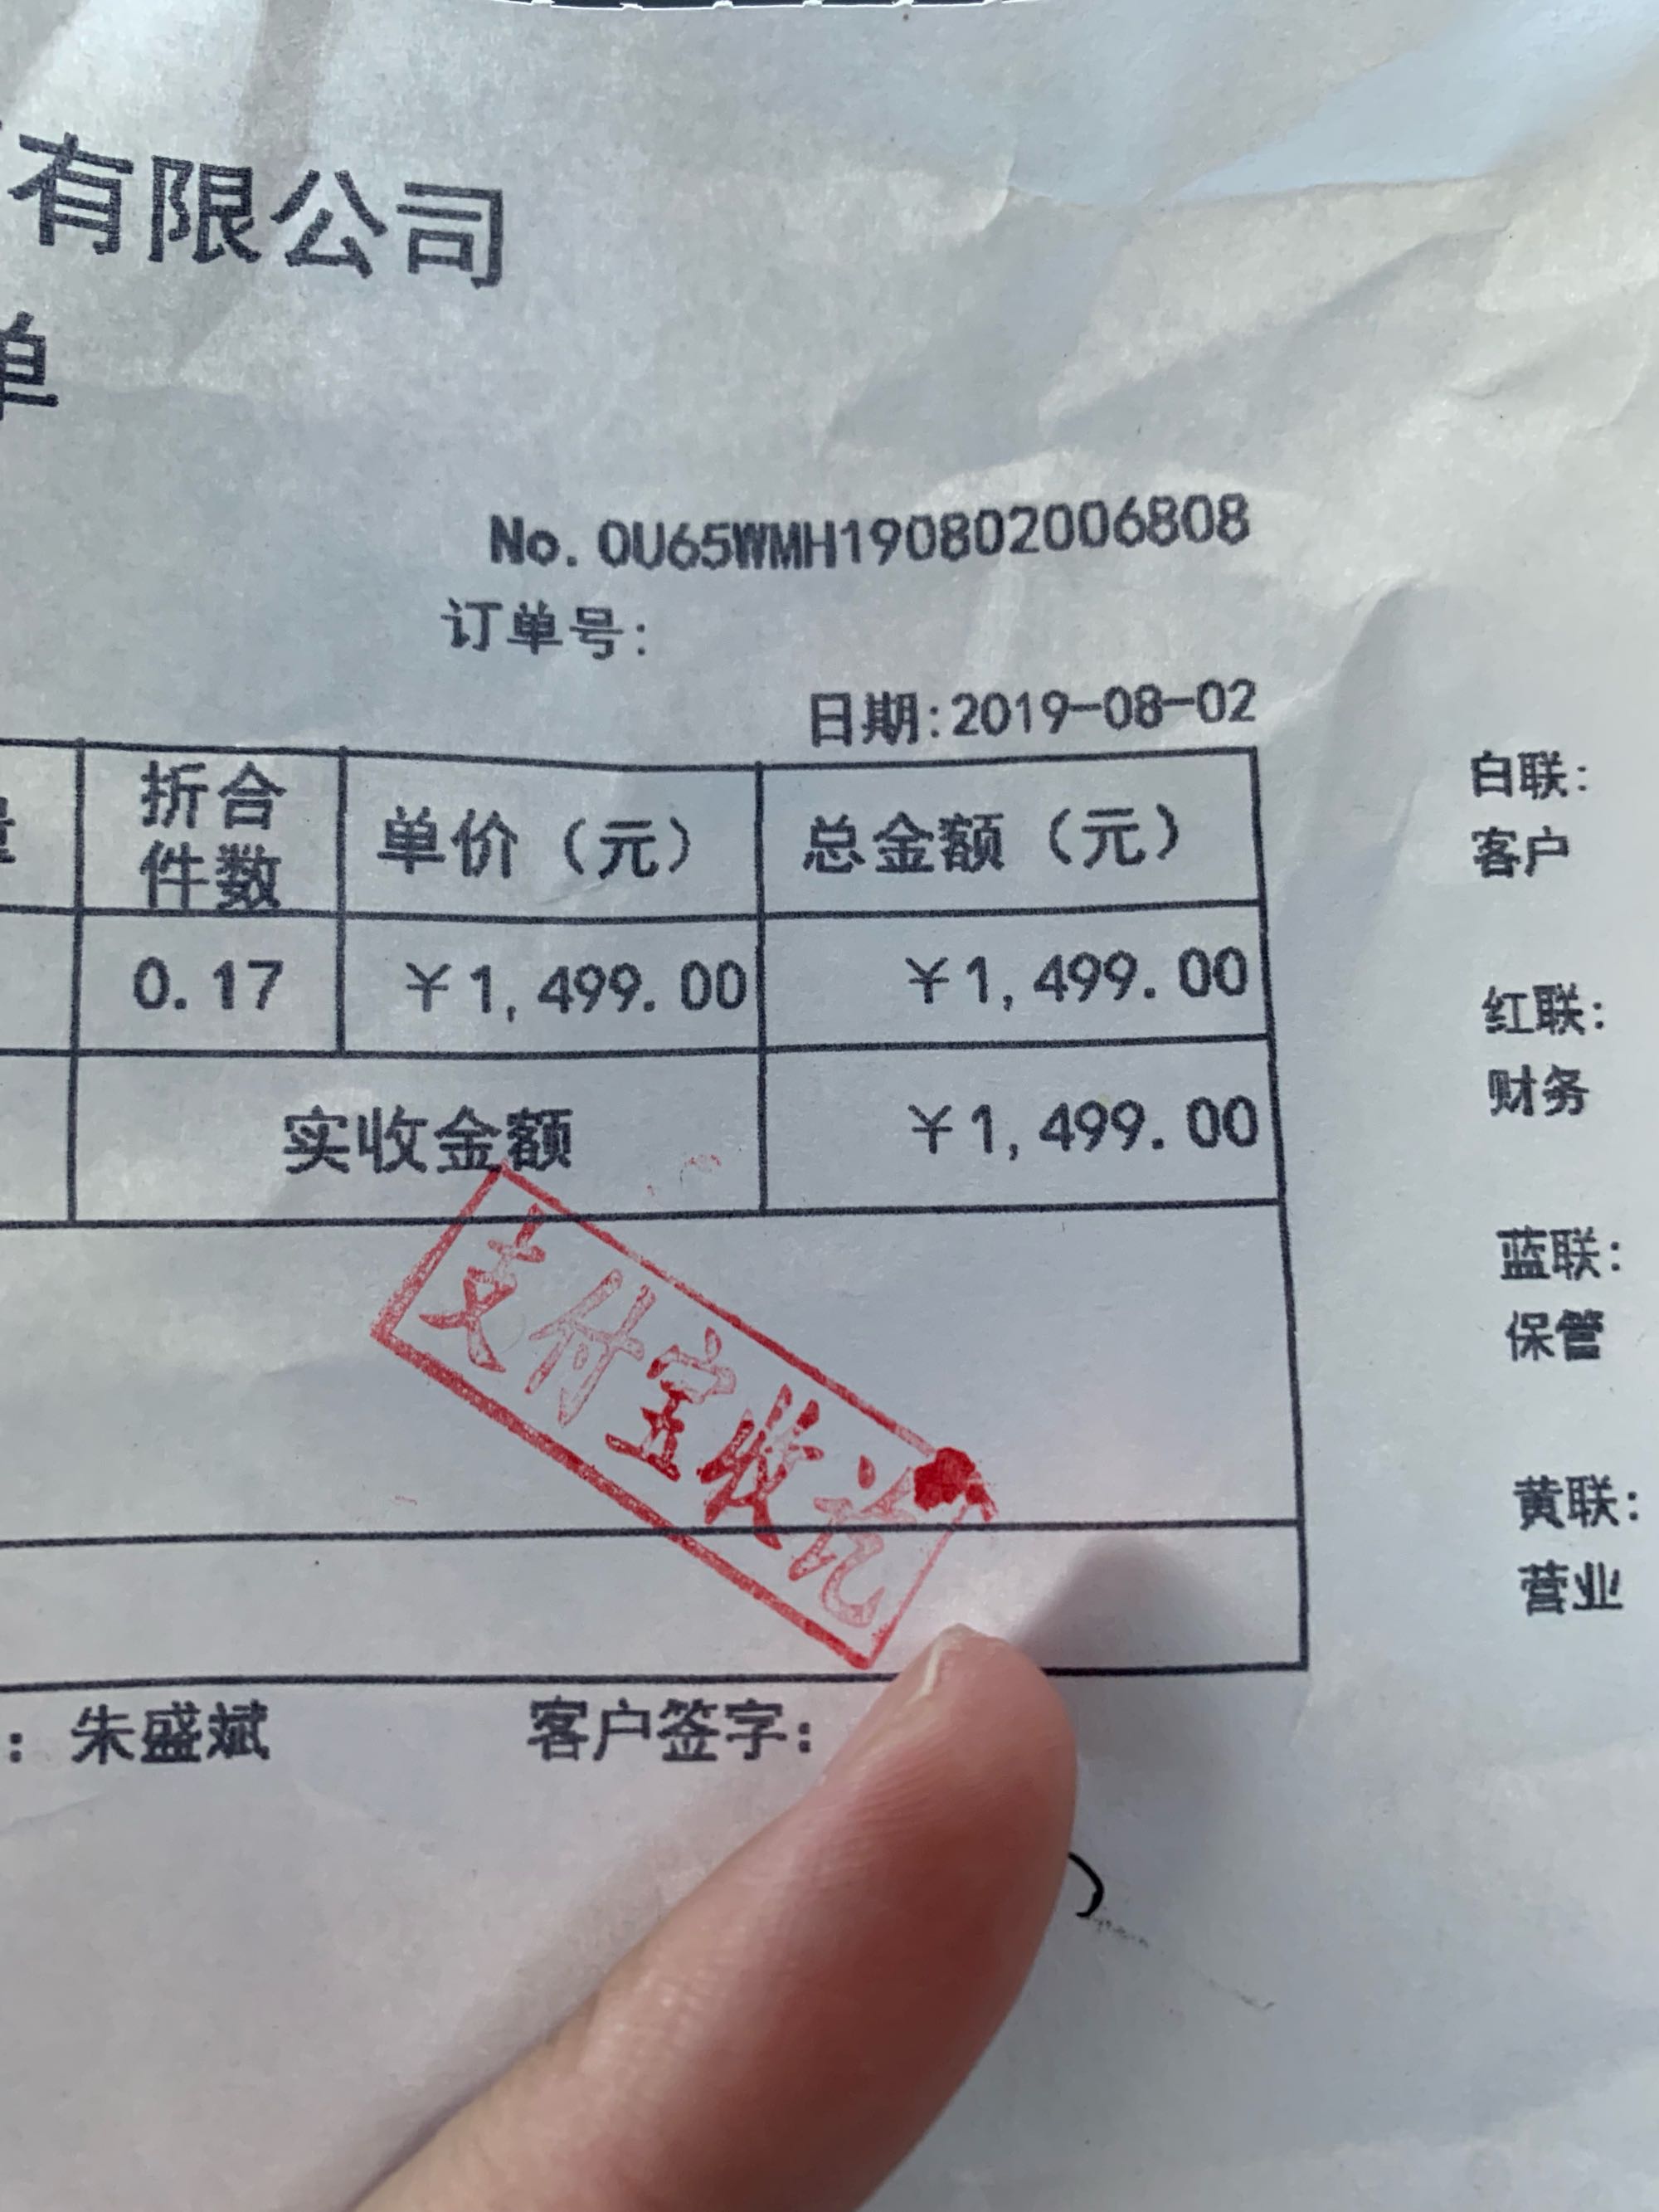 有限公司
单
No.OU65WMH190802006808
订单号:
日期:2019-08-02
折合件数 单价（元） 总金额（元）
0.17 ￥1,499.00 ￥1,499.00
实收金额 ￥1,499.00
支付宝收讫
：朱盛斌 客户签字:
白联:
客户
红联:
财务
蓝联:
保管
黄联:
营业